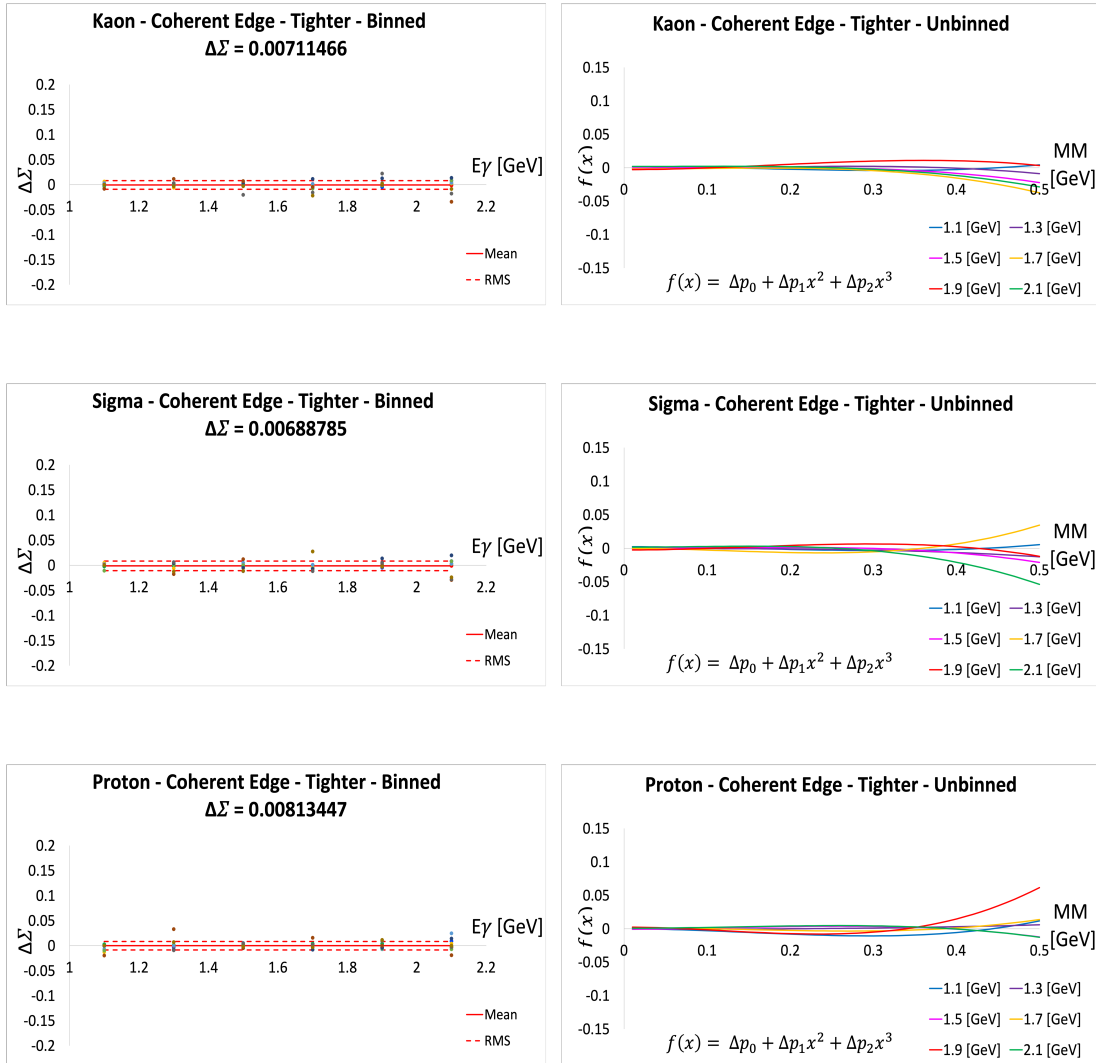 Kaon - Coherent Edge - Tighter - Binned
ΔΣ = 0.00711466
0.2
0.15
0.1
0.05
0
-0.05
-0.1
-0.15
-0.2
ΔΣ
Eγ [GeV]
1 1.2 1.4 1.6 1.8 2 2.2
Mean
RMS
Kaon - Coherent Edge - Tighter - Unbinned
0.15
0.1
0.05
0
-0.05
-0.1
-0.15
f(x)
MM
[GeV]
0 0.1 0.2 0.3 0.4 0.5
1.1 [GeV] 1.3 [GeV]
1.5 [GeV] 1.7 [GeV]
1.9 [GeV] 2.1 [GeV]
f(x) = Δp₀ + Δp₁x² + Δp₂x³
Sigma - Coherent Edge - Tighter - Binned
ΔΣ = 0.00688785
0.2
0.15
0.1
0.05
0
-0.05
-0.1
-0.15
-0.2
ΔΣ
Eγ [GeV]
1 1.2 1.4 1.6 1.8 2 2.2
Mean
RMS
Sigma - Coherent Edge - Tighter - Unbinned
0.15
0.1
0.05
0
-0.05
-0.1
-0.15
f(x)
MM
[GeV]
0 0.1 0.2 0.3 0.4 0.5
1.1 [GeV] 1.3 [GeV]
1.5 [GeV] 1.7 [GeV]
1.9 [GeV] 2.1 [GeV]
f(x) = Δp₀ + Δp₁x² + Δp₂x³
Proton - Coherent Edge - Tighter - Binned
ΔΣ = 0.00813447
0.2
0.15
0.1
0.05
0
-0.05
-0.1
-0.15
-0.2
ΔΣ
Eγ [GeV]
1 1.2 1.4 1.6 1.8 2 2.2
Mean
RMS
Proton - Coherent Edge - Tighter - Unbinned
0.15
0.1
0.05
0
-0.05
-0.1
-0.15
f(x)
MM
[GeV]
0 0.1 0.2 0.3 0.4 0.5
1.1 [GeV] 1.3 [GeV]
1.5 [GeV] 1.7 [GeV]
1.9 [GeV] 2.1 [GeV]
f(x) = Δp₀ + Δp₁x² + Δp₂x³